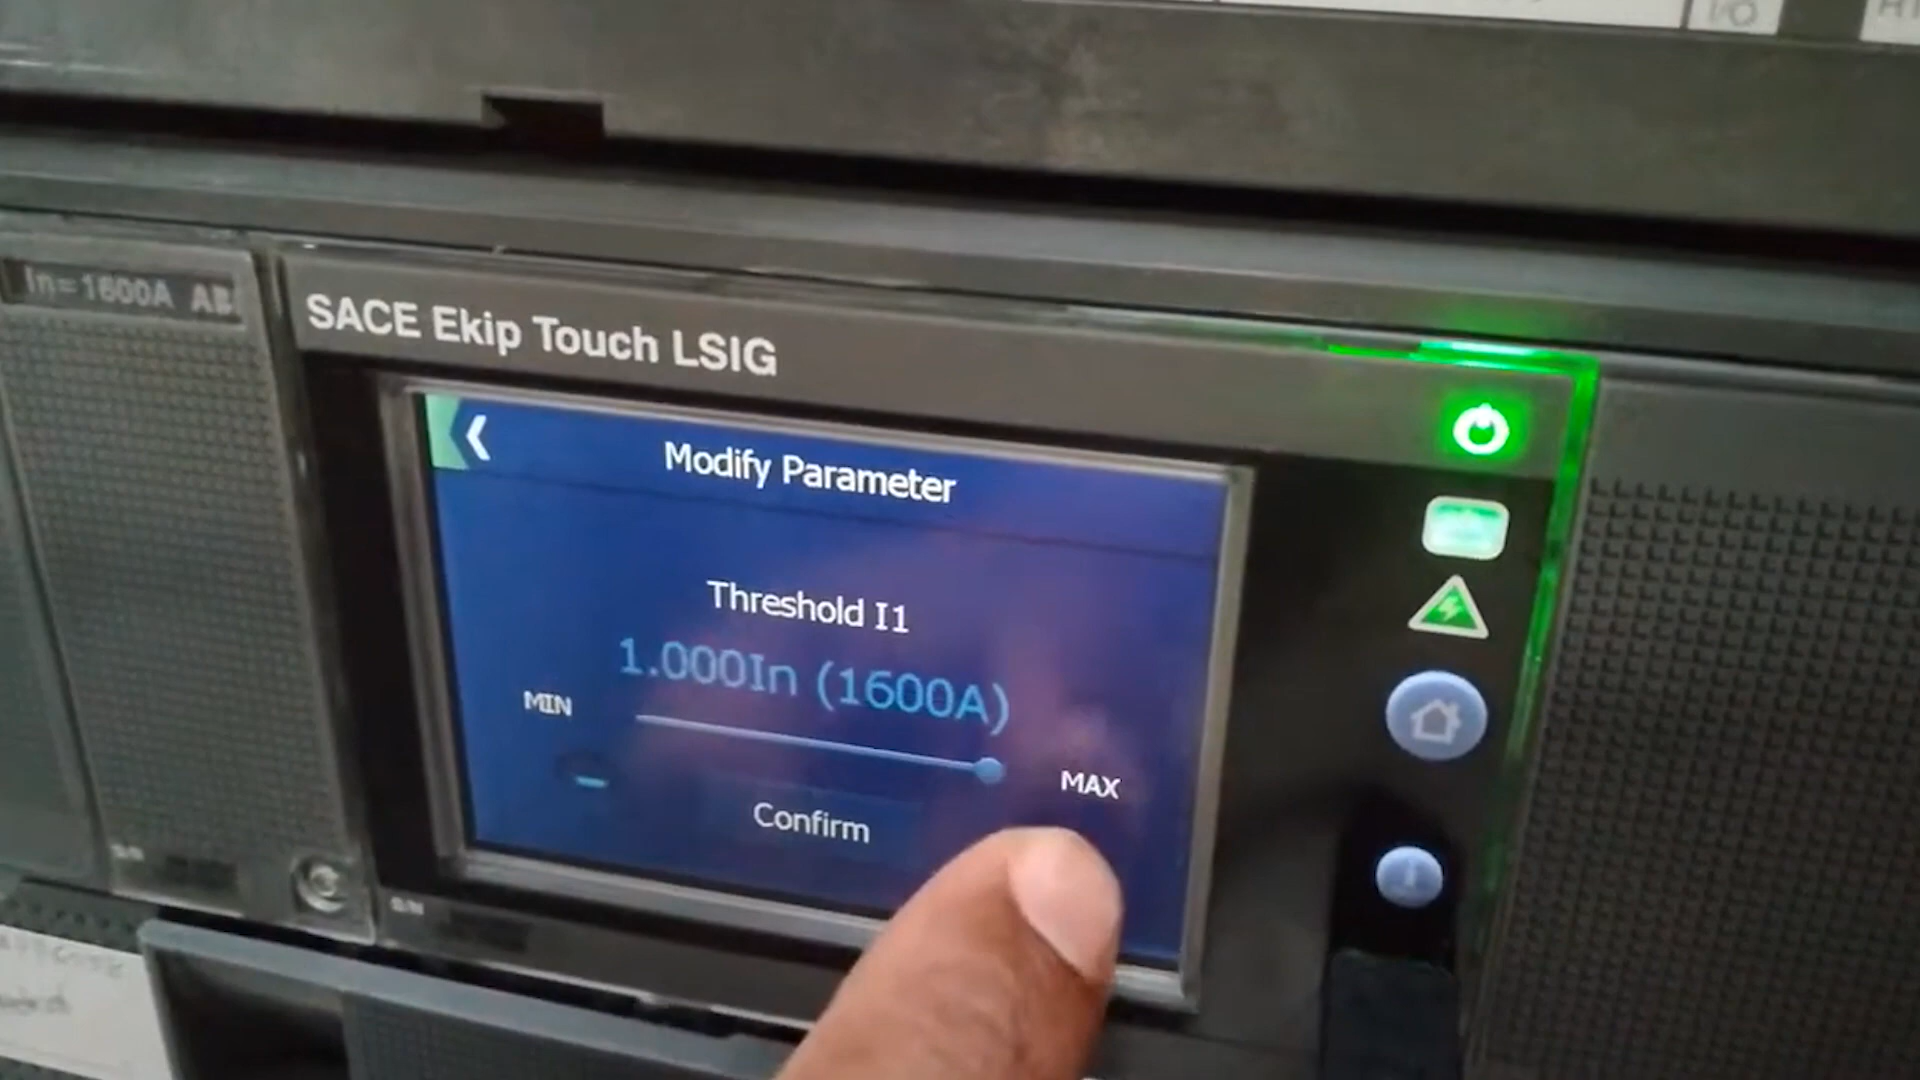 I/O
In=1600A AB
SACE Ekip Touch LSIG
Modify Parameter
Threshold I1
1.000In (1600A)
MIN
MAX
Confirm